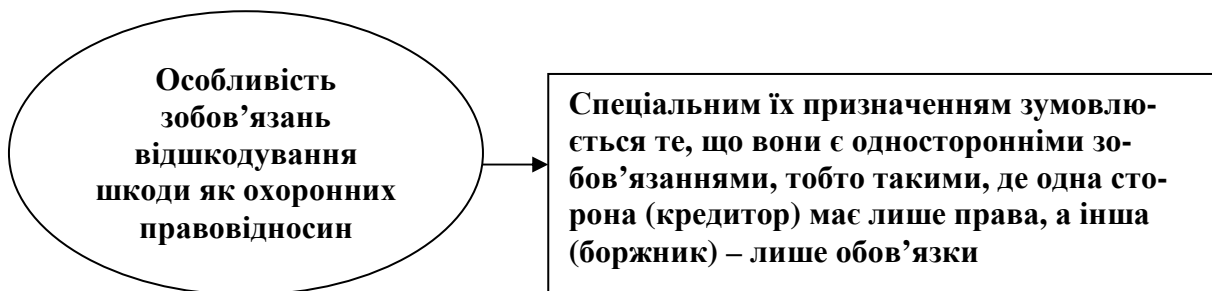 Особливість
зобов’язань
відшкодування
шкоди як охоронних
правовідносин
Спеціальним їх призначенням зумовлю-
ється те, що вони є односторонніми зо-
бов’язаннями, тобто такими, де одна сто-
рона (кредитор) має лише права, а інша
(боржник) – лише обов’язки